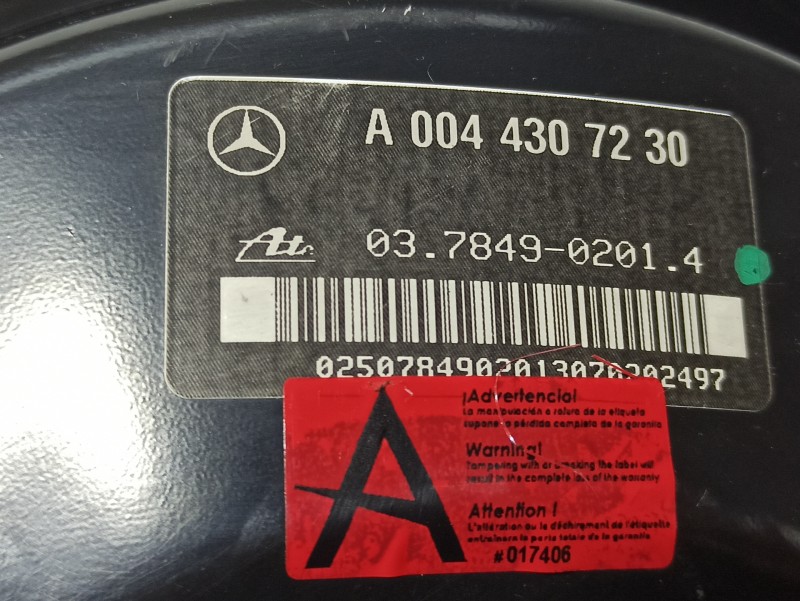 A 004 430 72 30
Ate 03.7849-0201.4
0250784902013070202497
A
¡Advertencia!
La manipulación o rotura de la etiqueta
supone la pérdida completa de la garantía
Warning!
Tampering with or breaking the label will
result in the complete loss of the warranty
Attention !
L'altération ou le déchirement de l'étiquette
entraînera la perte totale de la garantie
#017406